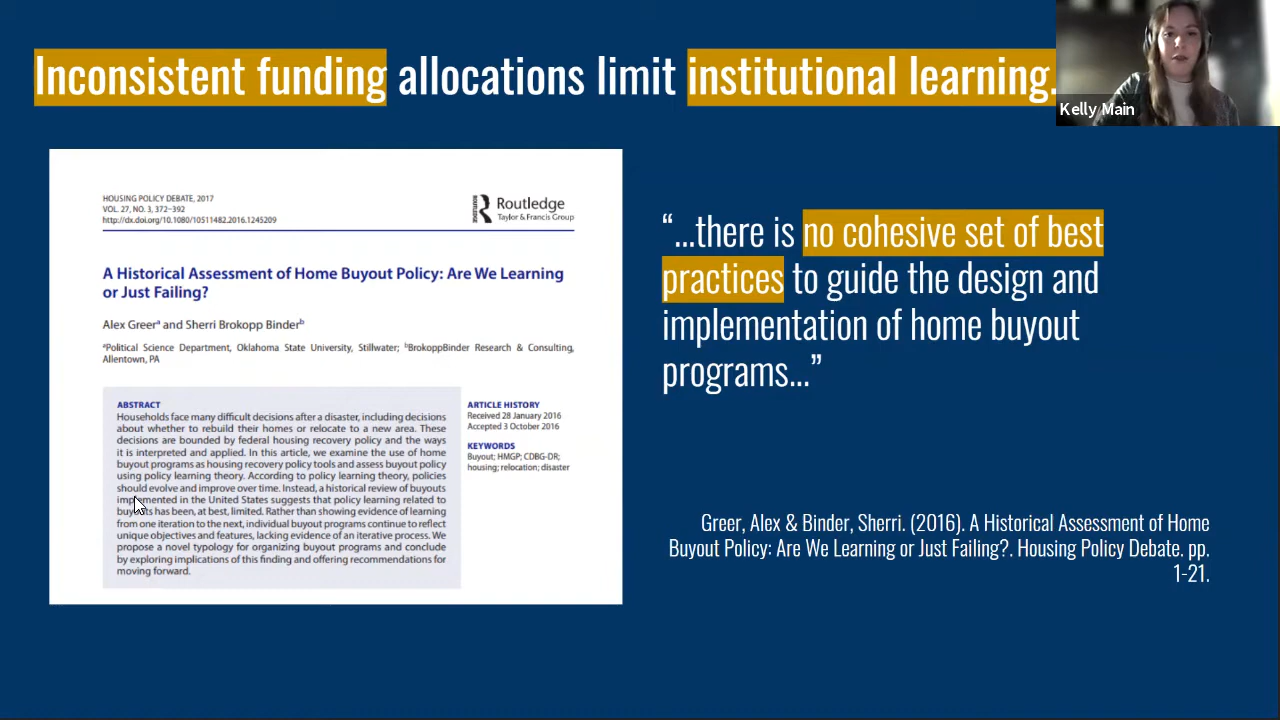 Inconsistent funding allocations limit institutional learning.
Kelly Main
HOUSING POLICY DEBATE, 2017
VOL. 27, NO. 3, 372–392
http://dx.doi.org/10.1080/10511482.2016.1245209
ROUTLEDGE
Routledge
Taylor & Francis Group
A Historical Assessment of Home Buyout Policy: Are We Learning
or Just Failing?
Alex Greerᵃ and Sherri Brokopp Binderᵇ
ᵃPolitical Science Department, Oklahoma State University, Stillwater; ᵇBrokoppBinder Research & Consulting,
Allentown, PA
ABSTRACT
Households face many difficult decisions after a disaster, including decisions
about whether to rebuild their homes or relocate to a new area. These
decisions are bounded by federal housing recovery policy and the ways
it is interpreted and applied. In this article, we examine the use of home
buyout programs as housing recovery policy tools and assess buyout policy
using policy learning theory. According to policy learning theory, policies
should evolve and improve over time. Instead, a historical review of buyouts
implemented in the United States suggests that policy learning related to
buyouts has been, at best, limited. Rather than showing evidence of learning
from one iteration to the next, individual buyout programs continue to reflect
unique objectives and features, lacking evidence of an iterative process. We
propose a novel typology for organizing buyout programs and conclude
by exploring implications of this finding and offering recommendations for
moving forward.
ARTICLE HISTORY
Received 28 January 2016
Accepted 3 October 2016
KEYWORDS
Buyout; HMGP; CDBG-DR;
housing; relocation; disaster
“...there is no cohesive set of best
practices to guide the design and
implementation of home buyout
programs...”
Greer, Alex & Binder, Sherri. (2016). A Historical Assessment of Home
Buyout Policy: Are We Learning or Just Failing?. Housing Policy Debate. pp.
1-21.